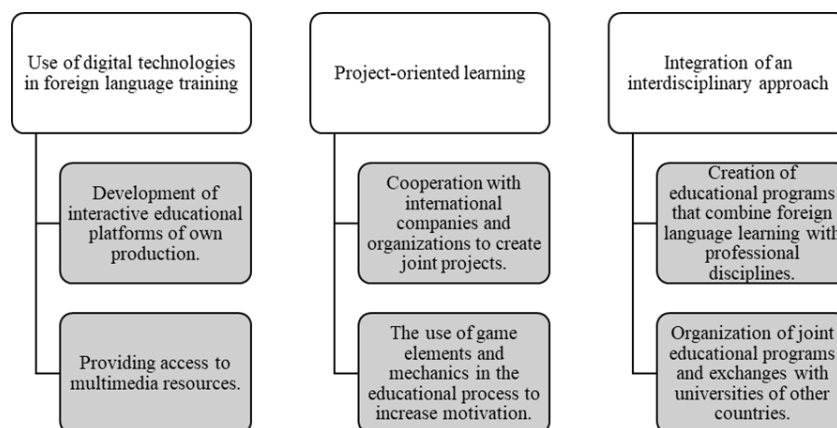 Use of digital technologies
in foreign language training
Development of
interactive educational
platforms of own
production.
Providing access to
multimedia resources.
Project-oriented learning
Cooperation with
international
companies and
organizations to create
joint projects.
The use of game
elements and
mechanics in the
educational process to
increase motivation.
Integration of an
interdisciplinary approach
Creation of
educational programs
that combine foreign
language learning with
professional
disciplines.
Organization of joint
educational programs
and exchanges with
universities of other
countries.